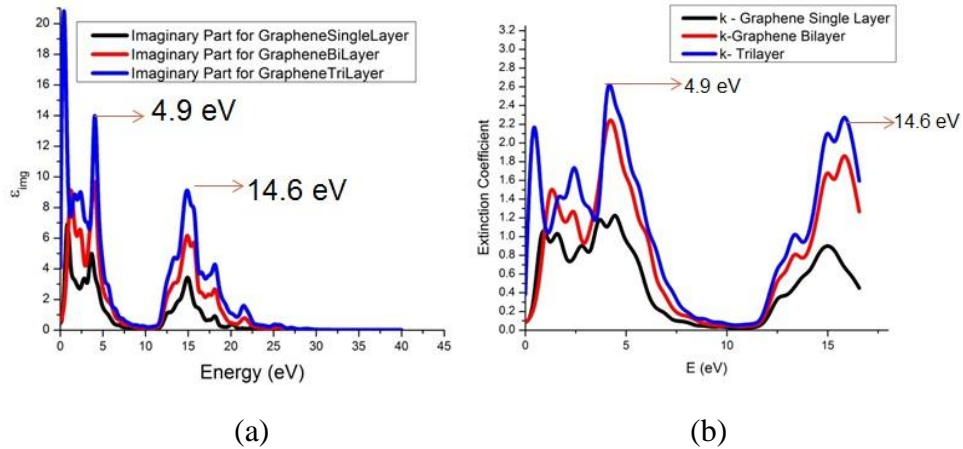 Imaginary Part for GrapheneSingleLayer
Imaginary Part for GrapheneBiLayer
Imaginary Part for GrapheneTriLayer
4.9 eV
14.6 eV
εimg
20
18
16
14
12
10
8
6
4
2
0
0 5 10 15 20 25 30 35 40 45
Energy (eV)
(a)
k - Graphene Single Layer
k-Graphene Bilayer
k- Trilayer
4.9 eV
14.6 eV
Extinction Coefficient
3.2
3.0
2.8
2.6
2.4
2.2
2.0
1.8
1.6
1.4
1.2
1.0
0.8
0.6
0.4
0.2
0.0
0 5 10 15
E (eV)
(b)